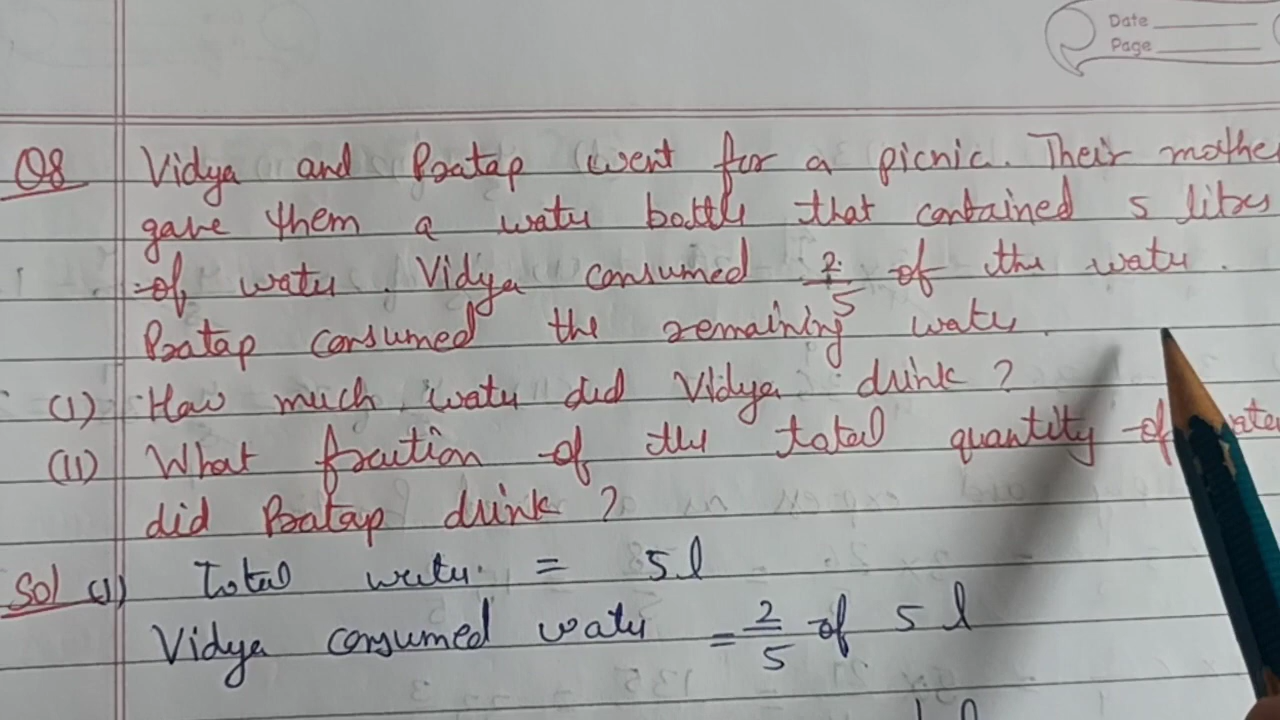 Date
Page
Q8 Vidya and Pratap went for a picnic. Their mother
gave them a water bottle that contained 5 litres
of water. Vidya consumed 2/5 of the water.
Pratap consumed the remaining water.
(I) How much water did Vidya drink?
(II) What fraction of the total quantity of water
did Pratap drink?
Sol (I) Total water = 5 l
Vidya consumed water = 2/5 of 5 l